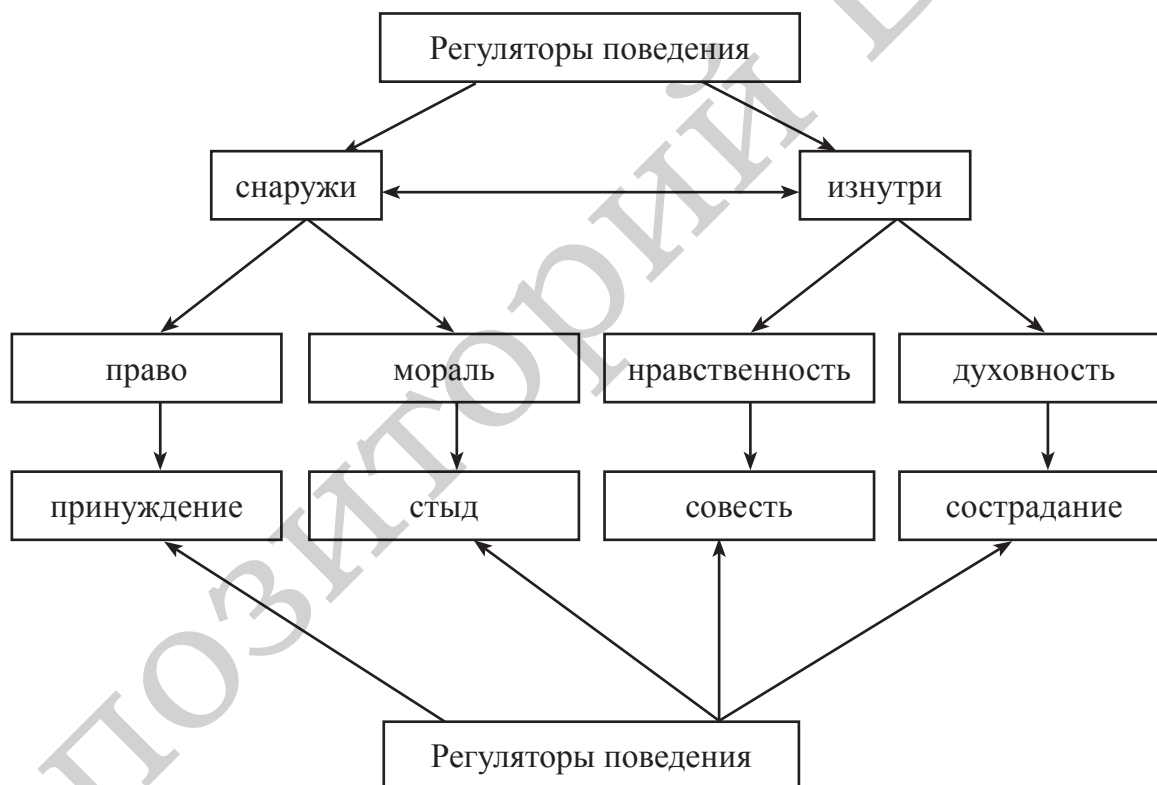 Регуляторы поведения
снаружи
изнутри
право
мораль
нравственность
духовность
принуждение
стыд
совесть
сострадание
Регуляторы поведения